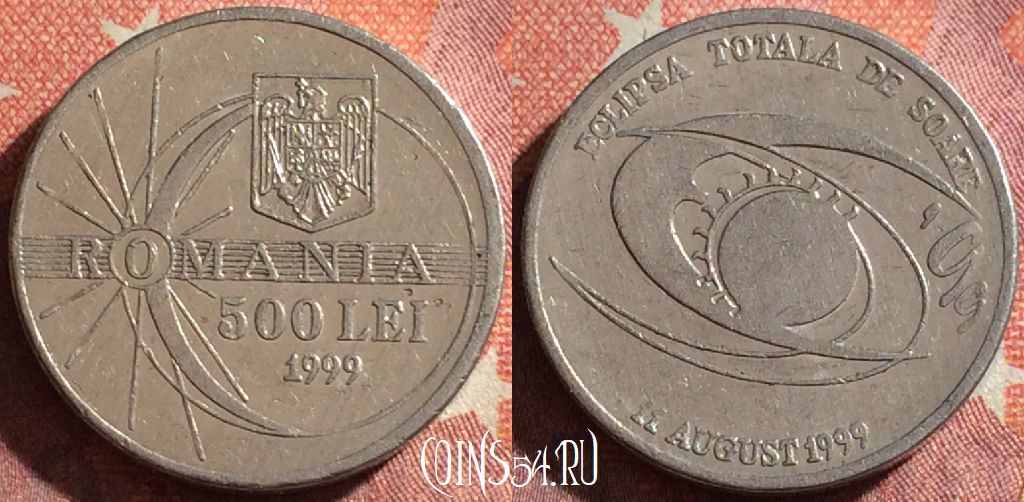 ROMANIA
500 LEI
1999
ECLIPSA TOTALA DE SOARE
11 AUGUST 1999
COINS54.RU